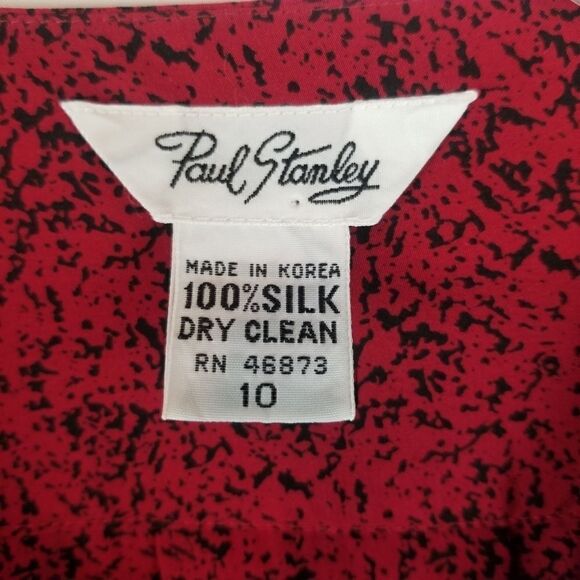 Paul Stanley
MADE IN KOREA
100% SILK
DRY CLEAN
RN 46873
10